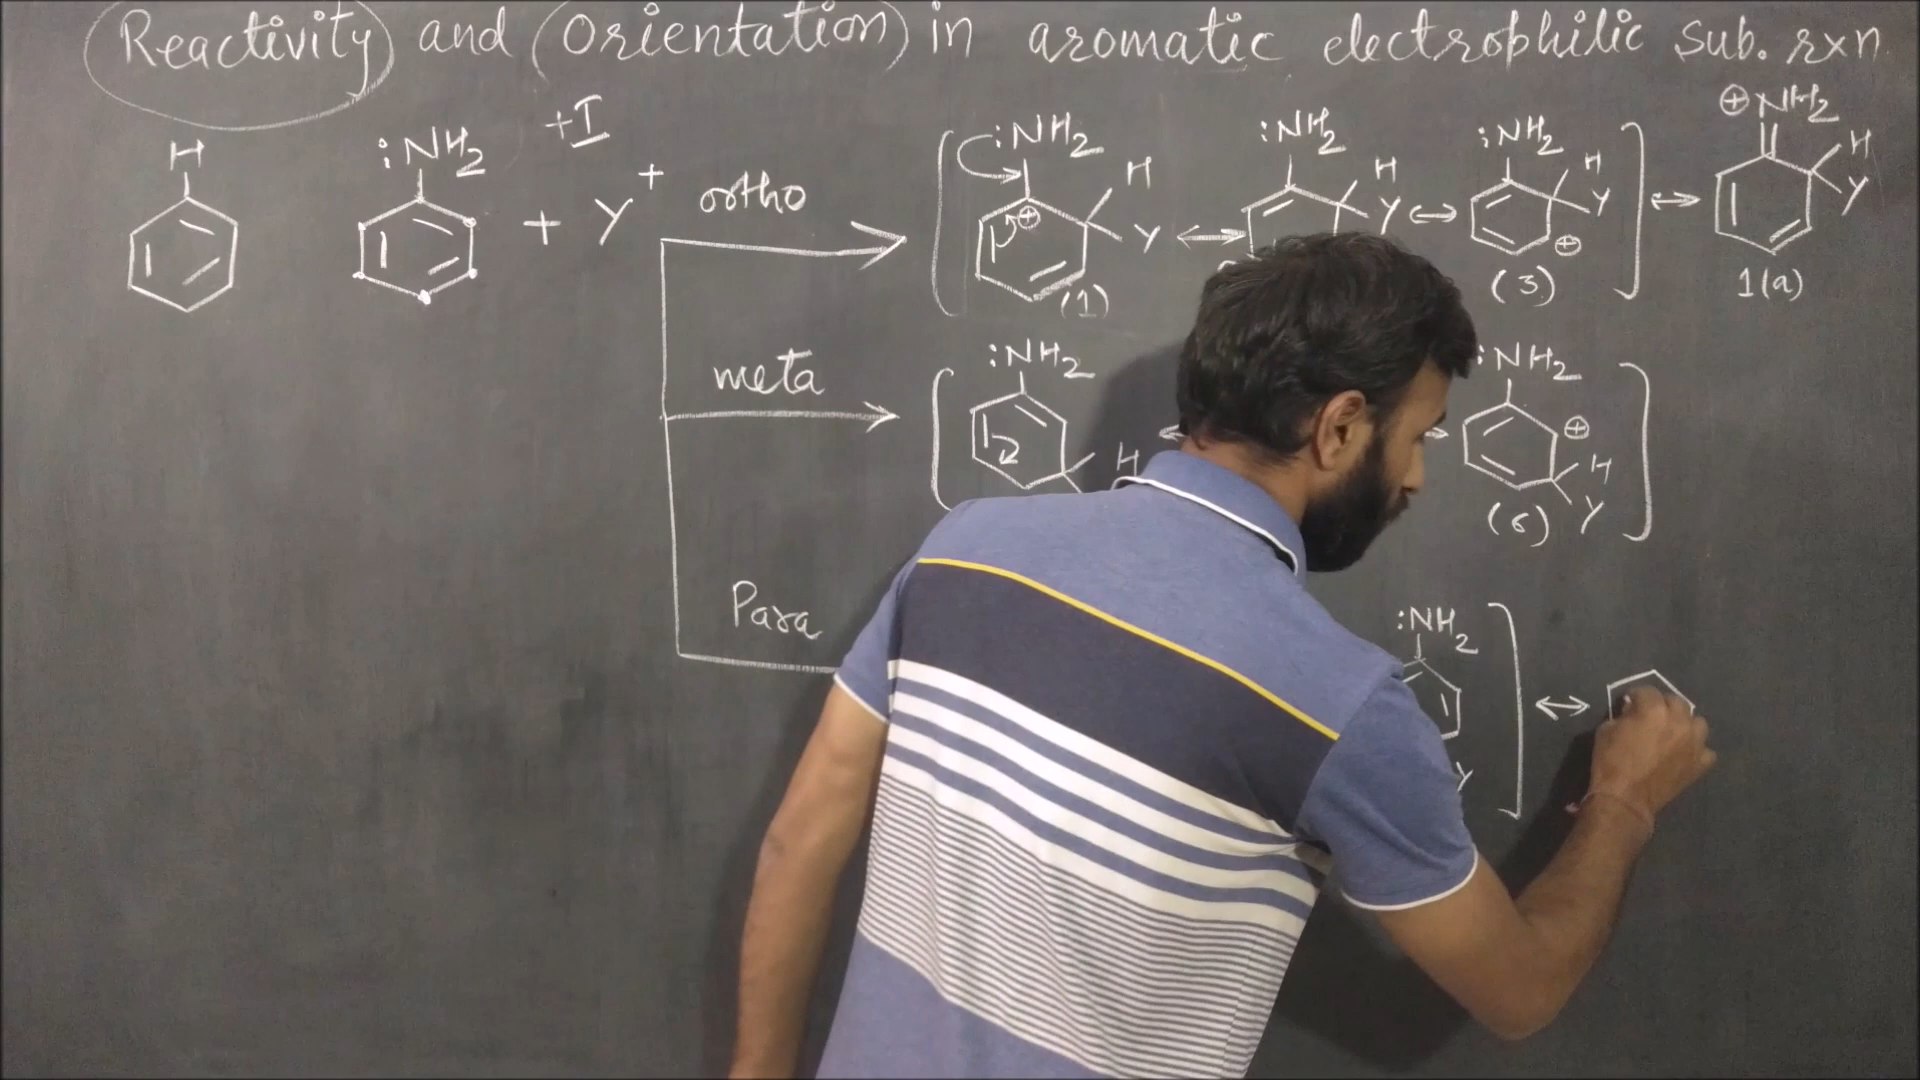 Reactivity and Orientation in aromatic electrophilic Sub. rxn.
H
:NH2
+I
+ Y+
ortho
:NH2
H
Y
(1)
:NH2
H
Y
:NH2
H
Y
(3)
⊕NH2
H
Y
1(a)
meta
:NH2
H
:NH2
⊕
H
Y
(6)
Para
:NH2
Y